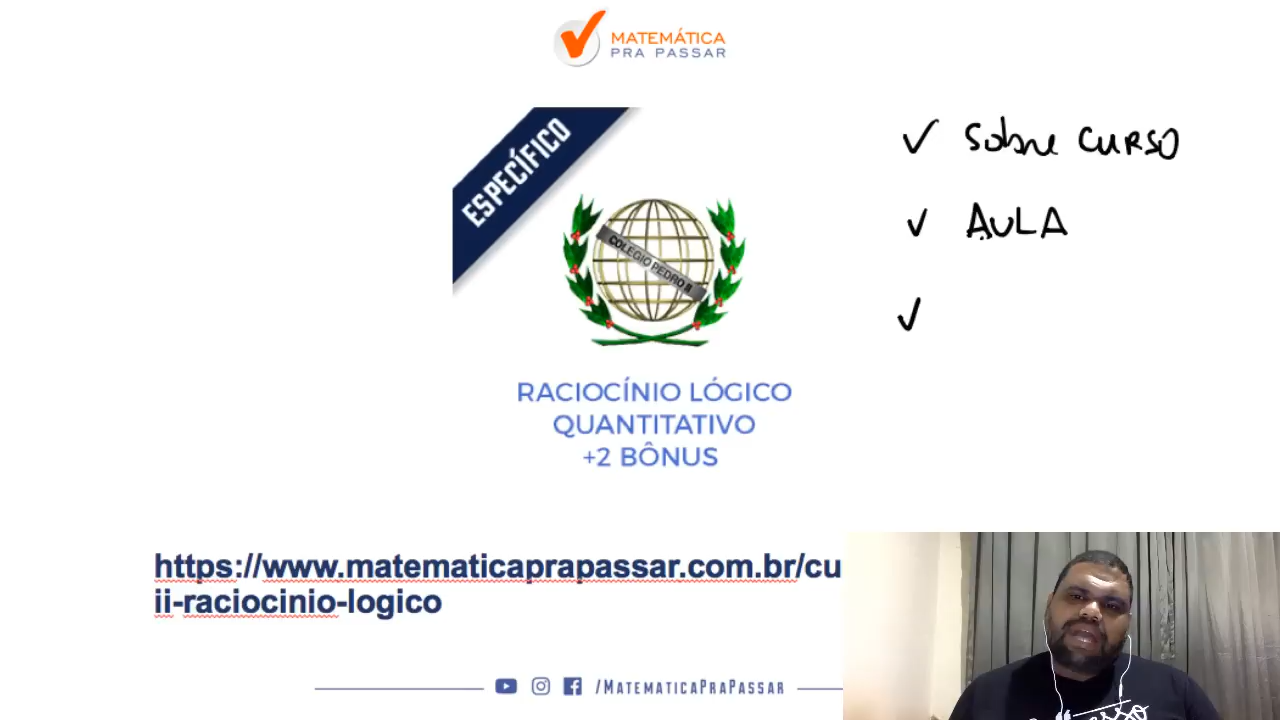 MATEMÁTICA
PRA PASSAR
ESPECÍFICO
COLÉGIO PEDRO II
RACIOCÍNIO LÓGICO
QUANTITATIVO
+2 BÔNUS
✓ Sobre CURSO
✓ AULA
✓
https://www.matematicaprapassar.com.br/cu
ii-raciocinio-logico
/MATEMATICAPRAPASSAR